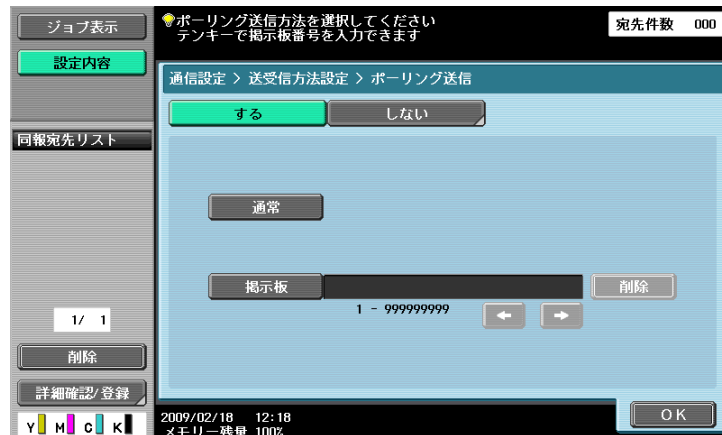 ジョブ表示
ポーリング送信方法を選択してください
テンキーで掲示板番号を入力できます
宛先件数 000
設定内容
通信設定 > 送受信方法設定 > ポーリング送信
する
しない
同報宛先リスト
通常
掲示板
削除
1 - 999999999
1/ 1
削除
詳細確認/登録
Y M C K
2009/02/18 12:18
メモリー残量 100%
OK